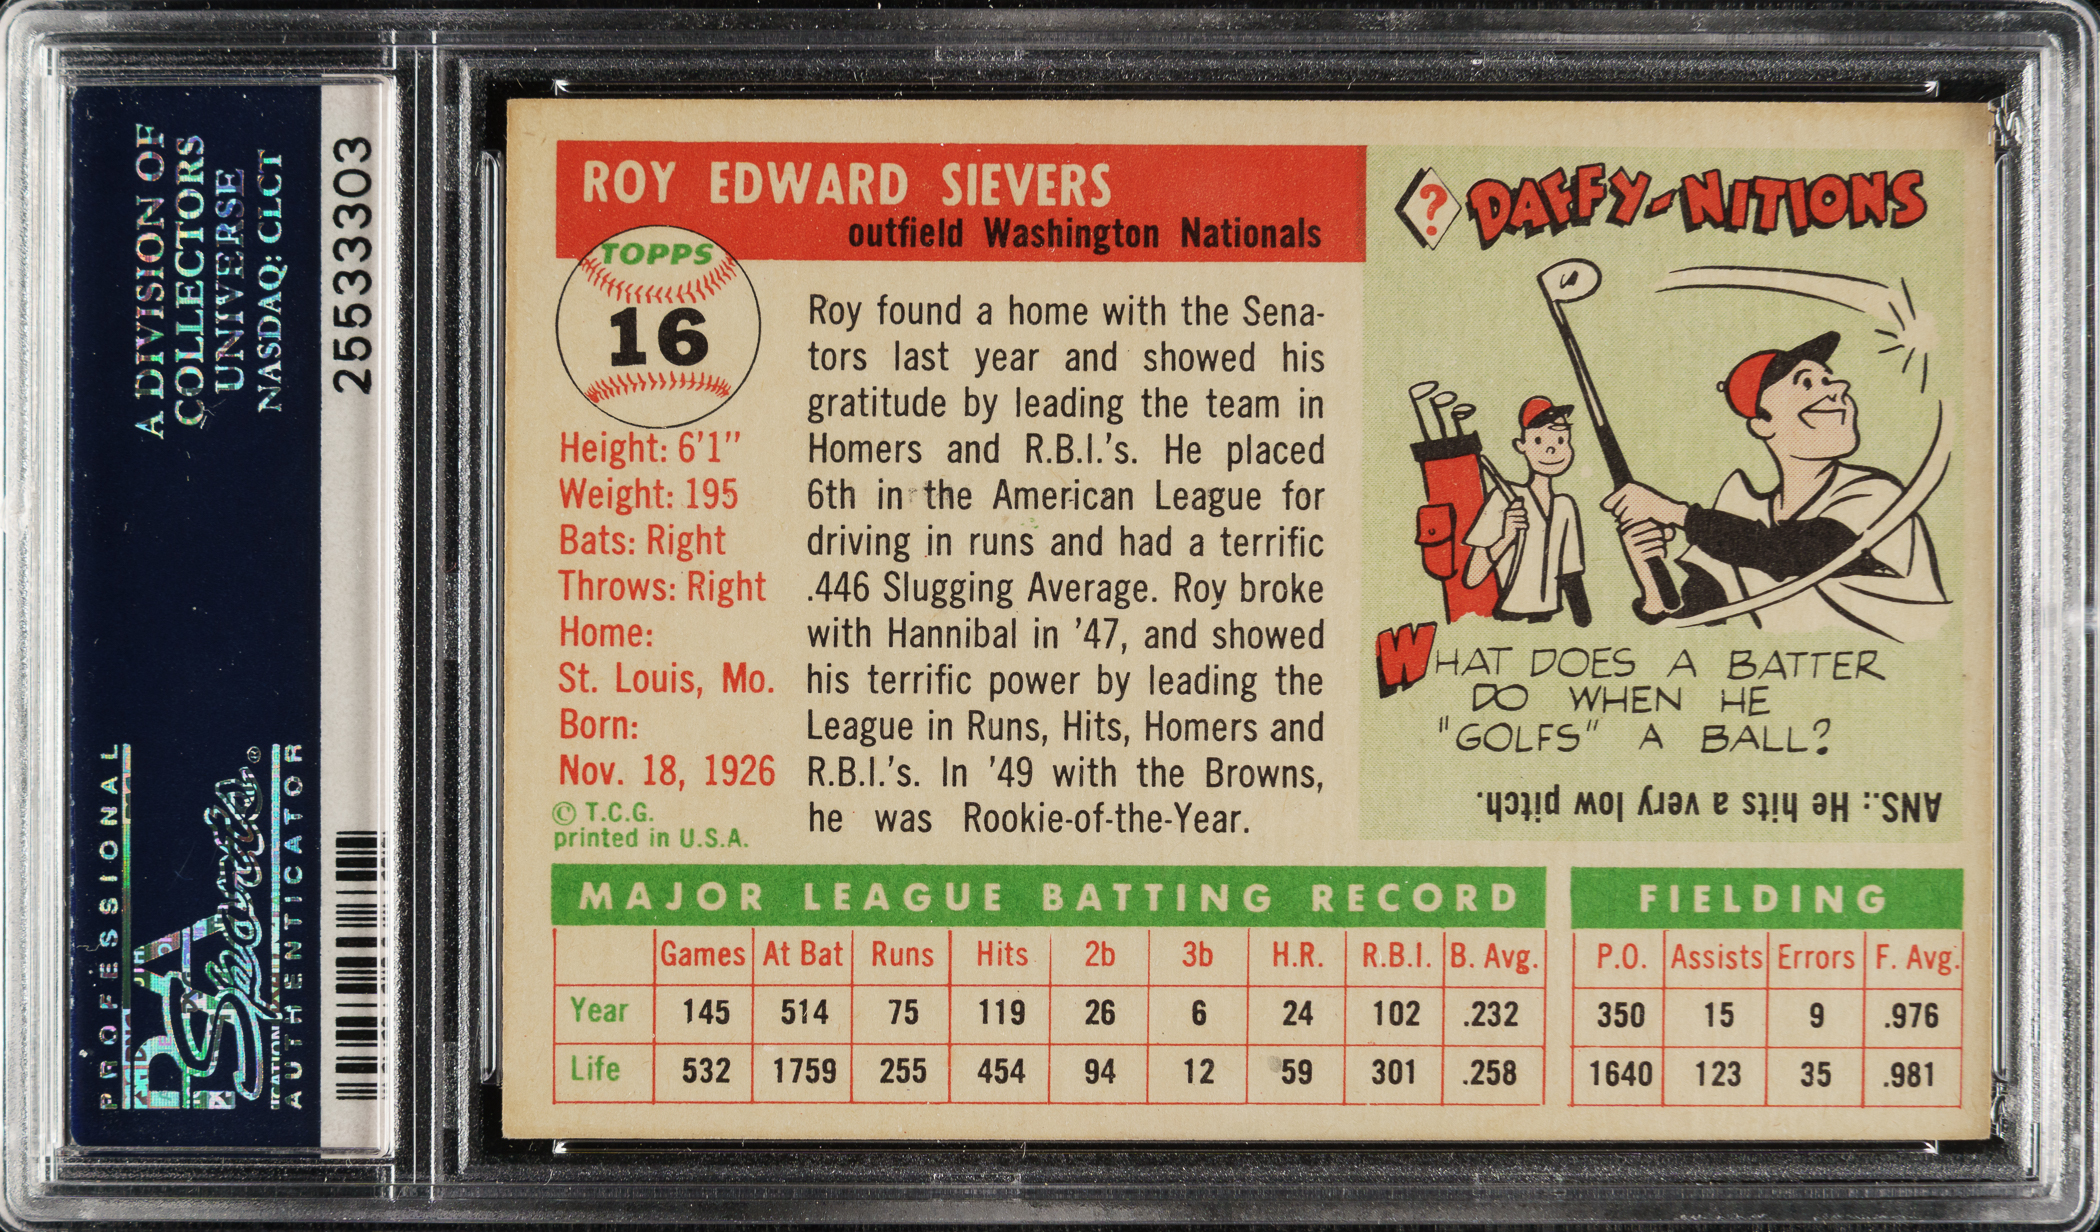 A DIVISION OF
COLLECTORS
UNIVERSE
NASDAQ: CLCT
PROFESSIONAL
PSA
Sports
AUTHENTICATOR
25533303
ROY EDWARD SIEVERS
outfield Washington Nationals
TOPPS
16
Height: 6'1"
Weight: 195
Bats: Right
Throws: Right
Home:
St. Louis, Mo.
Born:
Nov. 18, 1926
© T.C.G.
printed in U.S.A.
Roy found a home with the Sena-
tors last year and showed his
gratitude by leading the team in
Homers and R.B.I.'s. He placed
6th in the American League for
driving in runs and had a terrific
.446 Slugging Average. Roy broke
with Hannibal in '47, and showed
his terrific power by leading the
League in Runs, Hits, Homers and
R.B.I.'s. In '49 with the Browns,
he was Rookie-of-the-Year.
? DAFFY-NITIONS
WHAT DOES A BATTER
DO WHEN HE
"GOLFS" A BALL?
ANS.: He hits a very low pitch.
MAJOR LEAGUE BATTING RECORD
Games At Bat Runs Hits 2b 3b H.R. R.B.I. B. Avg.
Year 145 514 75 119 26 6 24 102 .232
Life 532 1759 255 454 94 12 59 301 .258
FIELDING
P.O. Assists Errors F. Avg.
350 15 9 .976
1640 123 35 .981